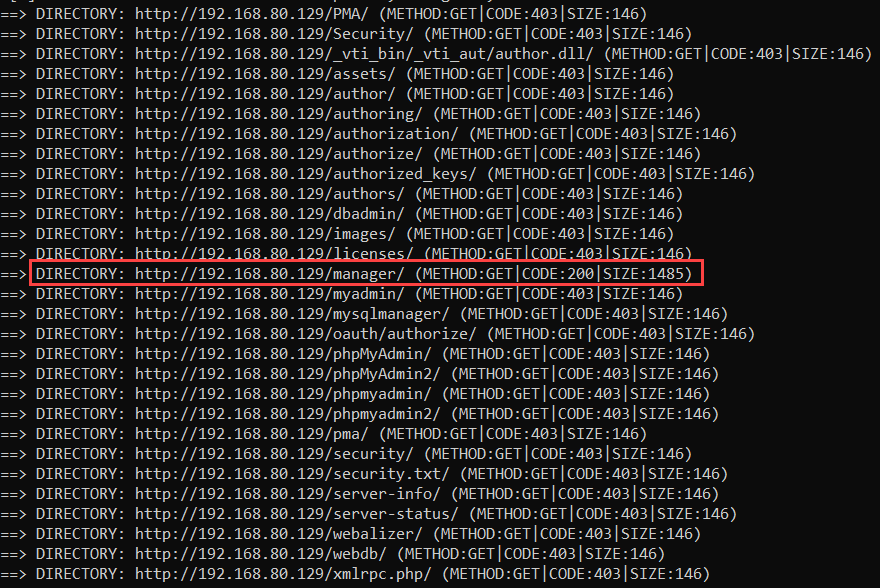 ==> DIRECTORY: http://192.168.80.129/PMA/ (METHOD:GET|CODE:403|SIZE:146)
==> DIRECTORY: http://192.168.80.129/Security/ (METHOD:GET|CODE:403|SIZE:146)
==> DIRECTORY: http://192.168.80.129/_vti_bin/_vti_aut/author.dll/ (METHOD:GET|CODE:403|SIZE:146)
==> DIRECTORY: http://192.168.80.129/assets/ (METHOD:GET|CODE:403|SIZE:146)
==> DIRECTORY: http://192.168.80.129/author/ (METHOD:GET|CODE:403|SIZE:146)
==> DIRECTORY: http://192.168.80.129/authoring/ (METHOD:GET|CODE:403|SIZE:146)
==> DIRECTORY: http://192.168.80.129/authorization/ (METHOD:GET|CODE:403|SIZE:146)
==> DIRECTORY: http://192.168.80.129/authorize/ (METHOD:GET|CODE:403|SIZE:146)
==> DIRECTORY: http://192.168.80.129/authorized_keys/ (METHOD:GET|CODE:403|SIZE:146)
==> DIRECTORY: http://192.168.80.129/authors/ (METHOD:GET|CODE:403|SIZE:146)
==> DIRECTORY: http://192.168.80.129/dbadmin/ (METHOD:GET|CODE:403|SIZE:146)
==> DIRECTORY: http://192.168.80.129/images/ (METHOD:GET|CODE:403|SIZE:146)
==> DIRECTORY: http://192.168.80.129/licenses/ (METHOD:GET|CODE:403|SIZE:146)
==> DIRECTORY: http://192.168.80.129/manager/ (METHOD:GET|CODE:200|SIZE:1485)
==> DIRECTORY: http://192.168.80.129/myadmin/ (METHOD:GET|CODE:403|SIZE:146)
==> DIRECTORY: http://192.168.80.129/mysqlmanager/ (METHOD:GET|CODE:403|SIZE:146)
==> DIRECTORY: http://192.168.80.129/oauth/authorize/ (METHOD:GET|CODE:403|SIZE:146)
==> DIRECTORY: http://192.168.80.129/phpMyAdmin/ (METHOD:GET|CODE:403|SIZE:146)
==> DIRECTORY: http://192.168.80.129/phpMyAdmin2/ (METHOD:GET|CODE:403|SIZE:146)
==> DIRECTORY: http://192.168.80.129/phpmyadmin/ (METHOD:GET|CODE:403|SIZE:146)
==> DIRECTORY: http://192.168.80.129/phpmyadmin2/ (METHOD:GET|CODE:403|SIZE:146)
==> DIRECTORY: http://192.168.80.129/pma/ (METHOD:GET|CODE:403|SIZE:146)
==> DIRECTORY: http://192.168.80.129/security/ (METHOD:GET|CODE:403|SIZE:146)
==> DIRECTORY: http://192.168.80.129/security.txt/ (METHOD:GET|CODE:403|SIZE:146)
==> DIRECTORY: http://192.168.80.129/server-info/ (METHOD:GET|CODE:403|SIZE:146)
==> DIRECTORY: http://192.168.80.129/server-status/ (METHOD:GET|CODE:403|SIZE:146)
==> DIRECTORY: http://192.168.80.129/webalizer/ (METHOD:GET|CODE:403|SIZE:146)
==> DIRECTORY: http://192.168.80.129/webdb/ (METHOD:GET|CODE:403|SIZE:146)
==> DIRECTORY: http://192.168.80.129/xmlrpc.php/ (METHOD:GET|CODE:403|SIZE:146)